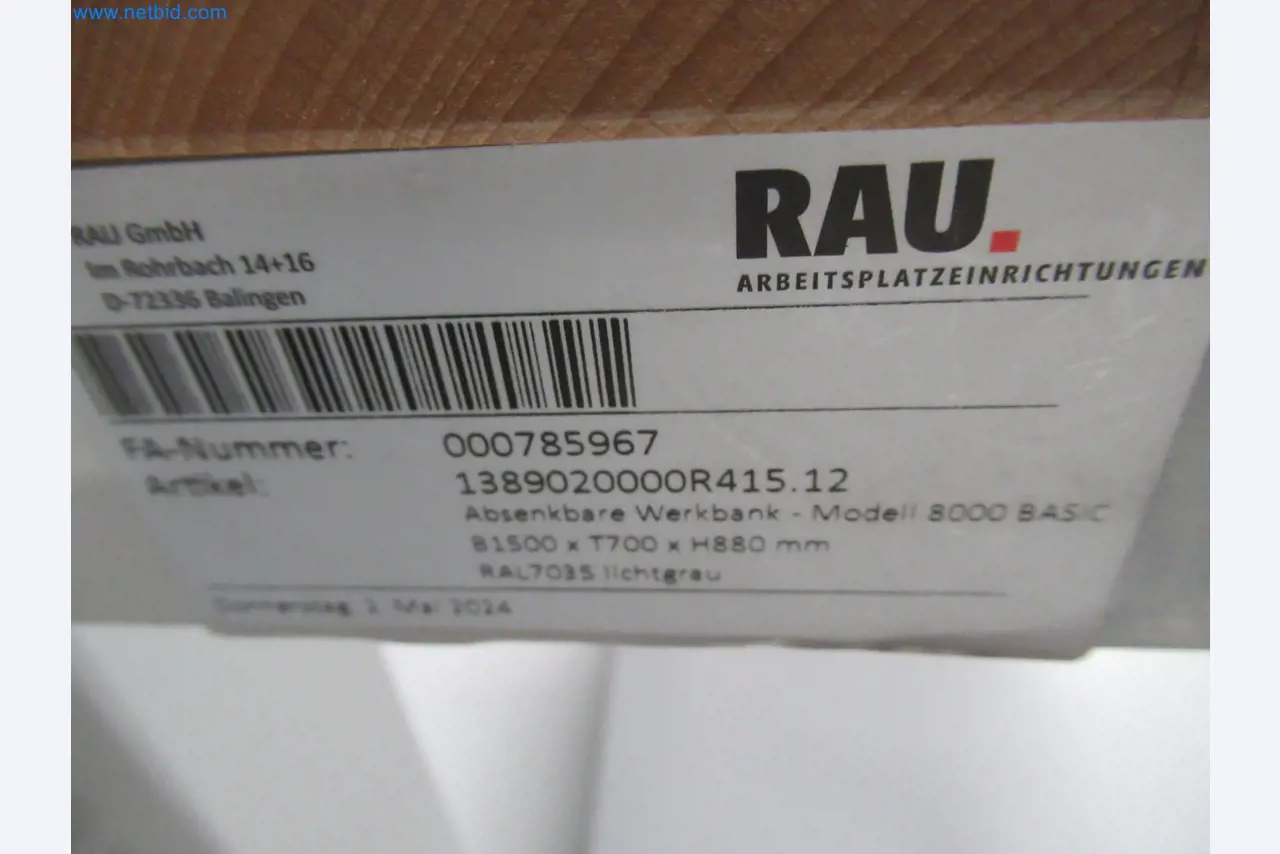 www.netbid.com
RAU GmbH
Im Rohrbach 14+16
D-72336 Balingen
RAU.
ARBEITSPLATZEINRICHTUNGEN
FA-Nummer: 000785967
Artikel: 1389020000R415.12
Absenkbare Werkbank - Modell 8000 BASIC
B1500 x T700 x H880 mm
RAL7035 lichtgrau
Donnerstag, 2. Mai 2024